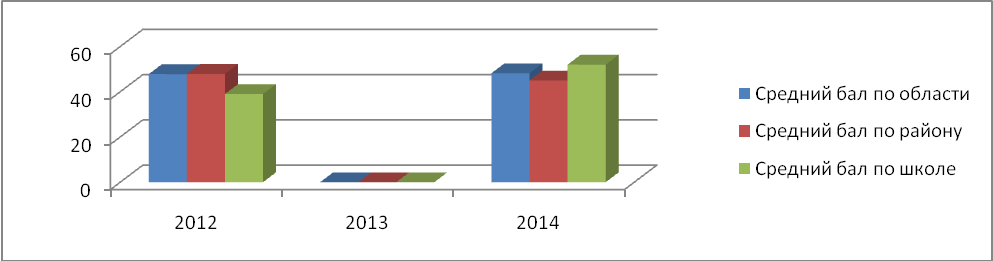 60
40
20
0
2012
2013
2014
Средний бал по области
Средний бал по району
Средний бал по школе